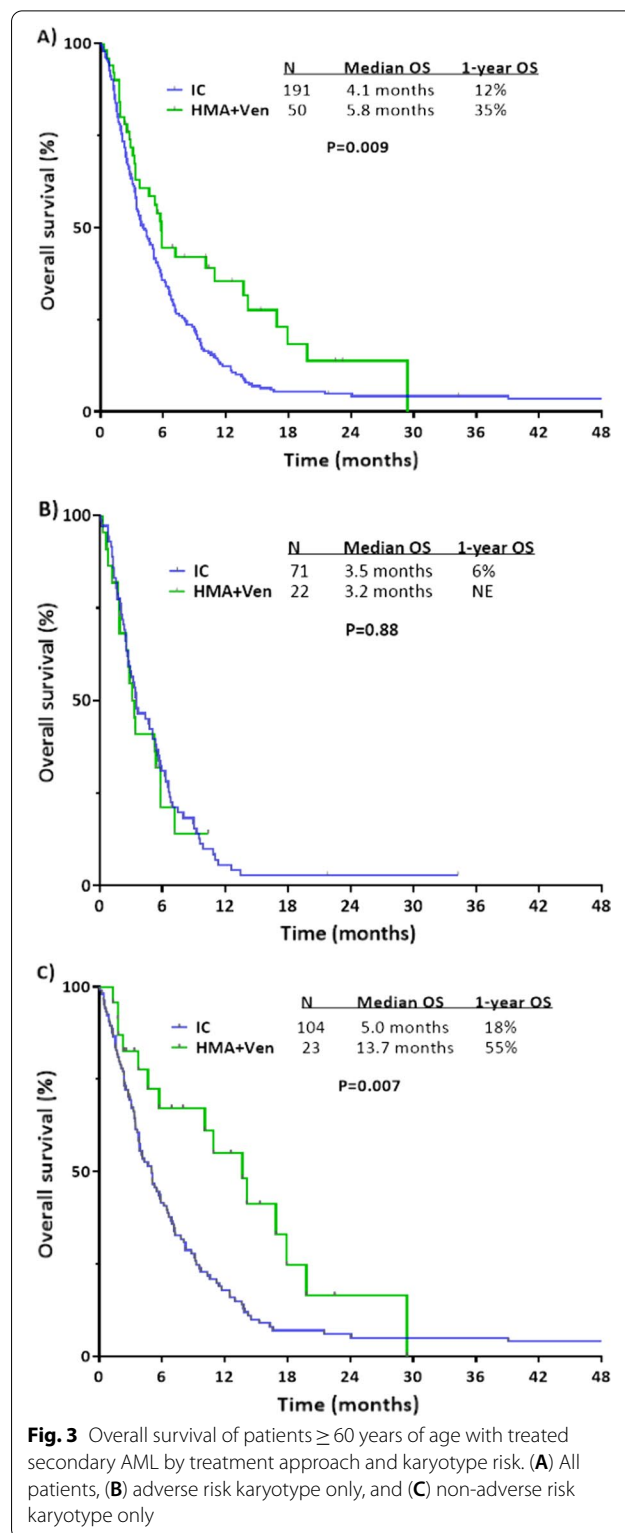 A)
N Median OS 1-year OS
IC 191 4.1 months 12%
HMA+Ven 50 5.8 months 35%
P=0.009
Overall survival (%)
100
50
0
0 6 12 18 24 30 36 42 48
Time (months)
B)
N Median OS 1-year OS
IC 71 3.5 months 6%
HMA+Ven 22 3.2 months NE
P=0.88
Overall survival (%)
100
50
0
0 6 12 18 24 30 36 42 48
Time (months)
C)
N Median OS 1-year OS
IC 104 5.0 months 18%
HMA+Ven 23 13.7 months 55%
P=0.007
Overall survival (%)
100
50
0
0 6 12 18 24 30 36 42 48
Time (months)
Fig. 3 Overall survival of patients ≥ 60 years of age with treated
secondary AML by treatment approach and karyotype risk. (A) All
patients, (B) adverse risk karyotype only, and (C) non-adverse risk
karyotype only